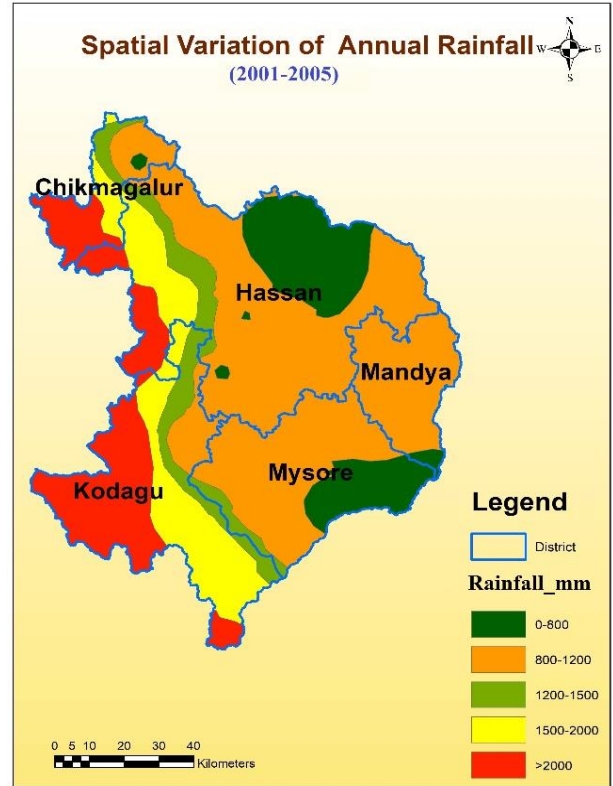 Spatial Variation of Annual Rainfall
(2001-2005)
N
W E
S
Chikmagalur
Hassan
Mandya
Mysore
Kodagu
Legend
District
Rainfall_mm
0-800
800-1200
1200-1500
1500-2000
>2000
0 5 10 20 30 40
Kilometers